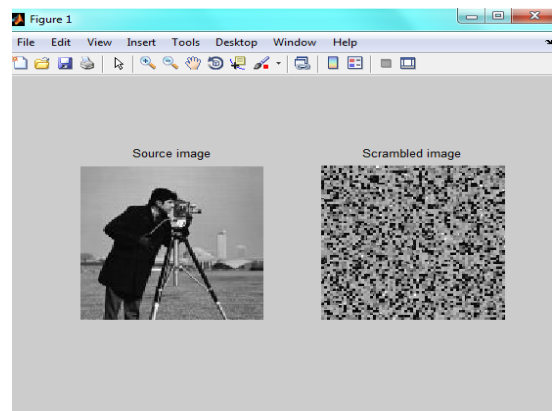 Figure 1
File Edit View Insert Tools Desktop Window Help
Source image
Scrambled image